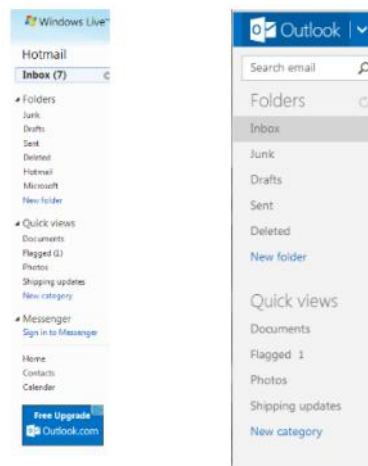 Windows Live™
Hotmail
Inbox (7)
Folders
Junk
Drafts
Sent
Deleted
Hotmail
Microsoft
New folder
Quick views
Documents
Flagged (1)
Photos
Shipping updates
New category
Messenger
Sign in to Messenger
Home
Contacts
Calendar
Free Upgrade
Outlook.com
Outlook
Search email
Folders
Inbox
Junk
Drafts
Sent
Deleted
New folder
Quick views
Documents
Flagged 1
Photos
Shipping updates
New category